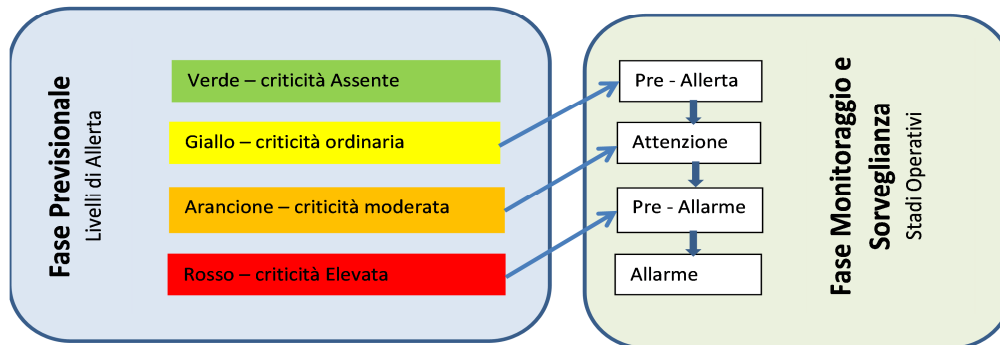 Fase Previsionale
Livelli di Allerta
Verde – criticità Assente
Giallo – criticità ordinaria
Arancione – criticità moderata
Rosso – criticità Elevata
Pre - Allerta
Attenzione
Pre - Allarme
Allarme
Fase Monitoraggio e
Sorveglianza
Stadi Operativi